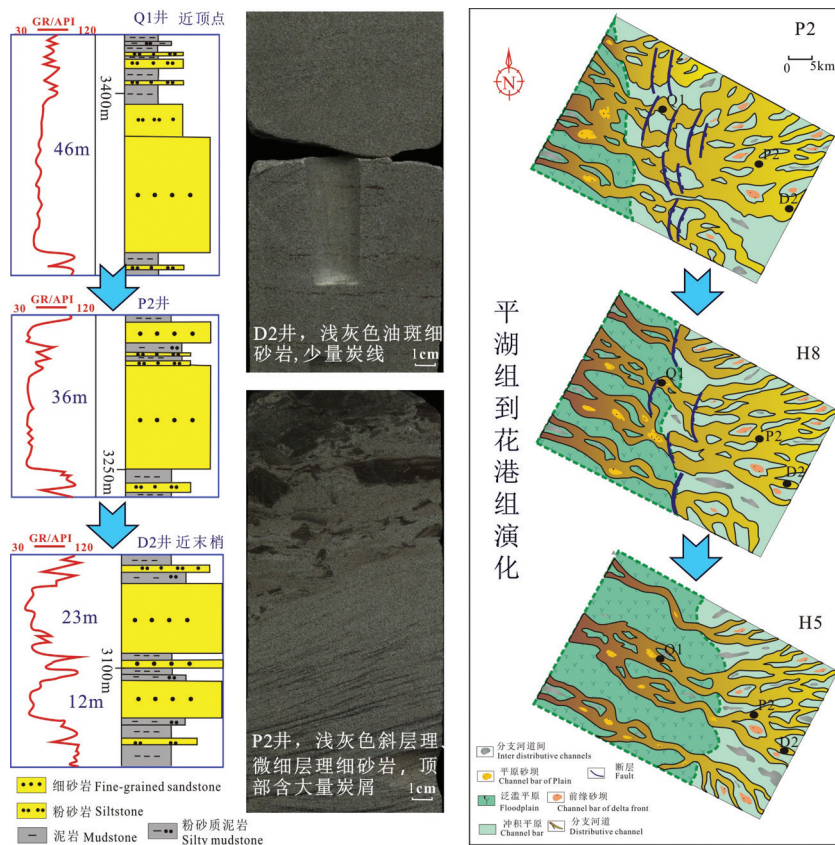 Q1井 近顶点
GR/API
30 120
3400m
46m
GR/API
30 120
P2井
36m
3250m
GR/API
30 120
D2井 近末梢
23m
3100m
12m
细砂岩 Fine-grained sandstone
粉砂岩 Siltstone
泥岩 Mudstone
粉砂质泥岩
Silty mudstone
D2井，浅灰色油斑细
砂岩,少量炭线
1cm
P2井，浅灰色斜层理、
微细层理细砂岩，顶
部含大量炭屑
1cm
平湖组到花港组演化
P2
0 5km
N
Q1
P2
D2
H8
Q1
P2
D2
H5
Q1
P2
D2
分支河道间
Inter distributive channels
平原砂坝
Channel bar of Plain
断层
Fault
泛滥平原
Floodplain
前缘砂坝
Channel bar of delta front
冲积平原
Channel bar
分支河道
Distributive channel